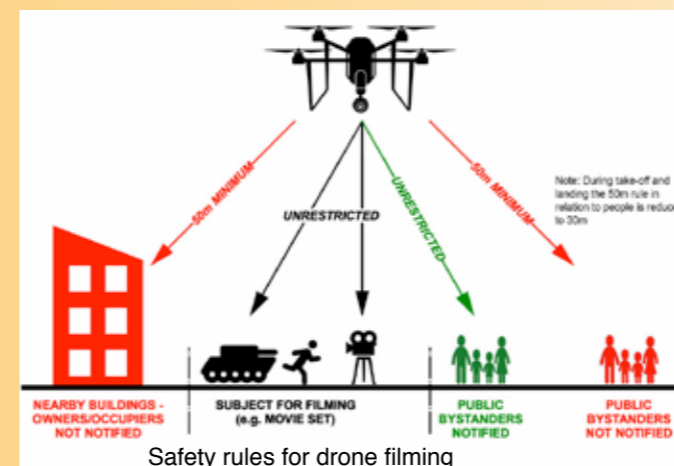 50m MINIMUM
UNRESTRICTED
UNRESTRICTED
50m MINIMUM
Note: During take-off and
landing the 50m rule in
relation to people is reduced
to 30m
NEARBY BUILDINGS -
OWNERS/OCCUPIERS
NOT NOTIFIED
SUBJECT FOR FILMING
(e.g. MOVIE SET)
PUBLIC
BYSTANDERS
NOTIFIED
PUBLIC
BYSTANDERS
NOT NOTIFIED
Safety rules for drone filming